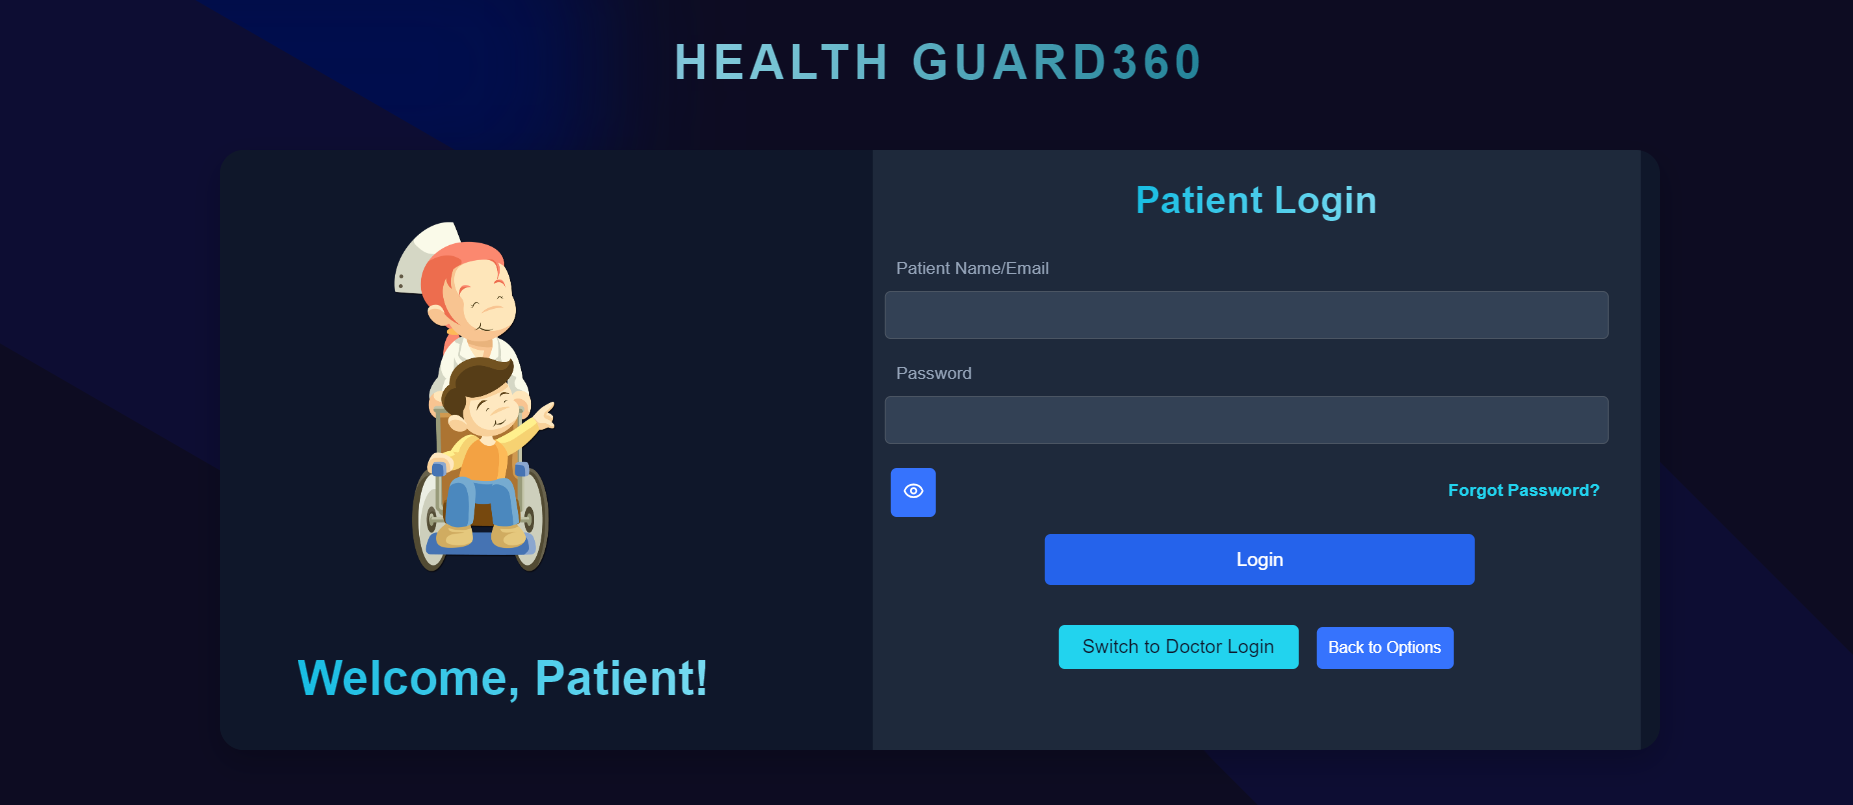 HEALTH GUARD360
Patient Login
Patient Name/Email
Password
Forgot Password?
Login
Switch to Doctor Login
Back to Options
Welcome, Patient!